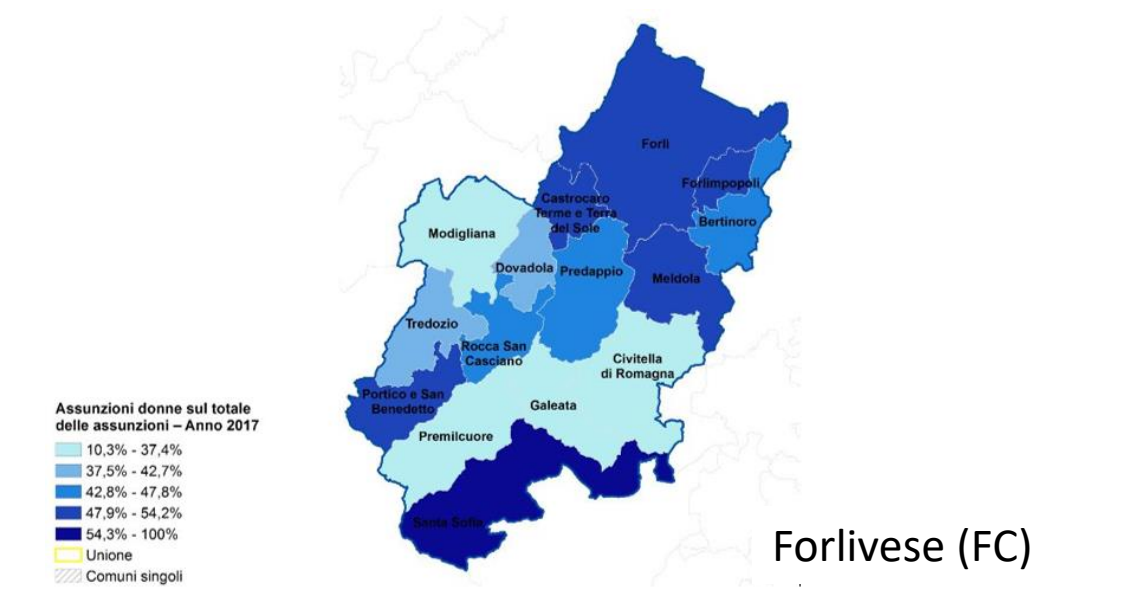 Forlì
Forlimpopoli
Castrocaro
Terme e Terra
del Sole
Bertinoro
Modigliana
Dovadola
Predappio
Meldola
Tredozio
Rocca San
Casciano
Civitella
di Romagna
Portico e San
Benedetto
Galeata
Premilcuore
Santa Sofia
Assunzioni donne sul totale
delle assunzioni – Anno 2017
10,3% - 37,4%
37,5% - 42,7%
42,8% - 47,8%
47,9% - 54,2%
54,3% - 100%
Unione
Comuni singoli
Forlivese (FC)